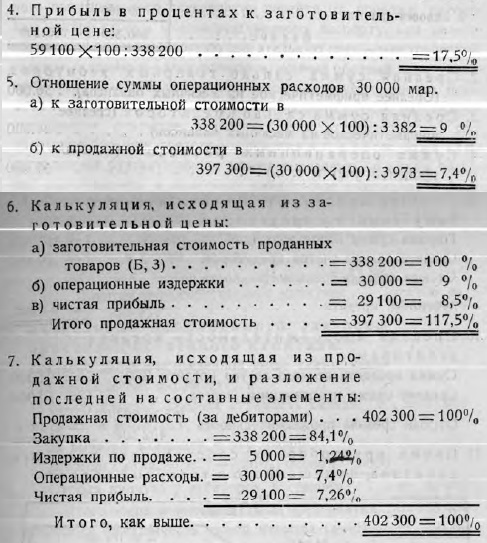 4. Прибыль в процентах к заготовитель-
ной цене:
59 100 × 100 : 338 200 . . . . . . . . . . . = 17,5%
5. Отношение суммы операционных расходов 30 000 мар.
а) к заготовительной стоимости в
338 200 = (30 000 × 100) : 3 382 = 9 %
б) к продажной стоимости в
397 300 = (30 000 × 100) : 3 973 = 7,4%
6. Калькуляция, исходящая из за-
готовительной цены:
а) заготовительная стоимость проданных
товаров (Б, 3) . . . . . . . . . = 338 200 = 100 %
б) операционные издержки . . . . . . = 30 000 = 9 %
в) чистая прибыль . . . . . . . . . = 29 100 = 8,5%
Итого продажная стоимость . . . . = 397 300 = 117,5%
7. Калькуляция, исходящая из про-
дажной стоимости, и разложение
последней на составные элементы:
Продажная стоимость (за дебиторами) . . . 402 300 = 100%
Закупка . . . . . . . = 338 200 = 84,1%
Издержки по продаже. . = 5 000 = 1,24%
Операционные расходы. = 30 000 = 7,4%
Чистая прибыль. . . . = 29 100 = 7,26%
Итого, как выше. . . . . . . . . . 402 300 = 100%